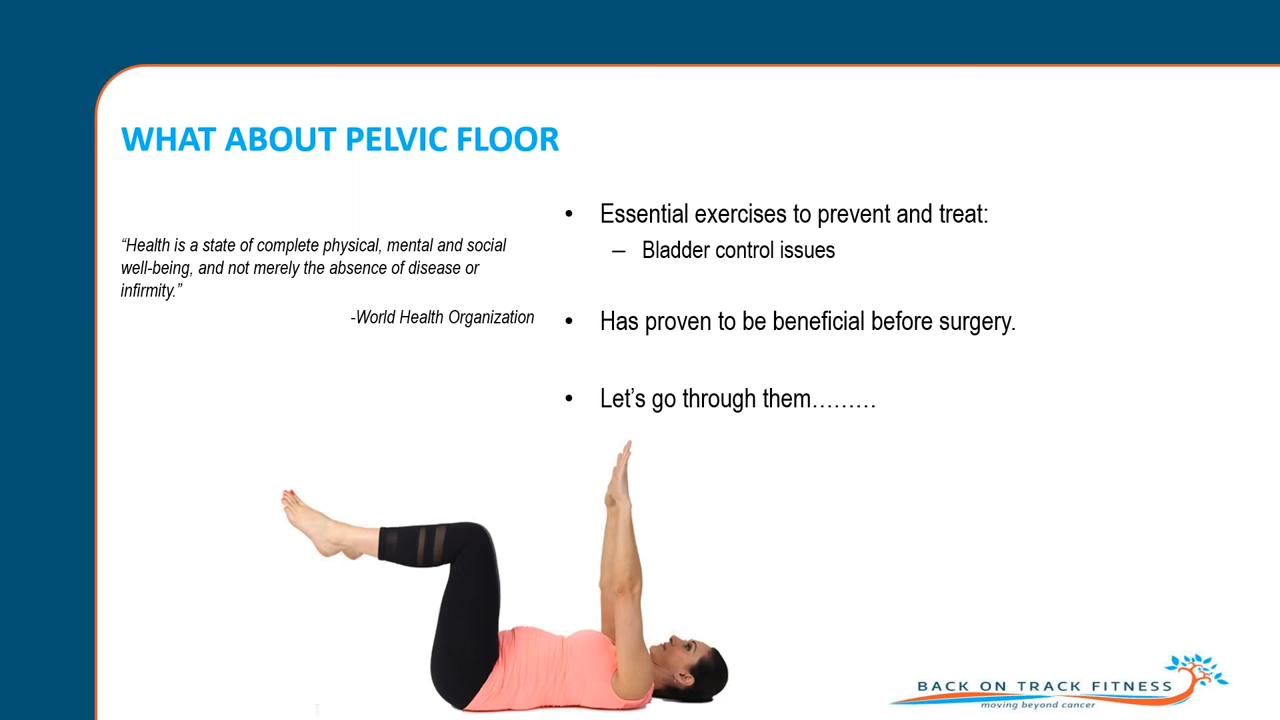 WHAT ABOUT PELVIC FLOOR
“Health is a state of complete physical, mental and social
well-being, and not merely the absence of disease or
infirmity.”
-World Health Organization
• Essential exercises to prevent and treat:
– Bladder control issues
• Has proven to be beneficial before surgery.
• Let’s go through them………
BACK ON TRACK FITNESS
moving beyond cancer